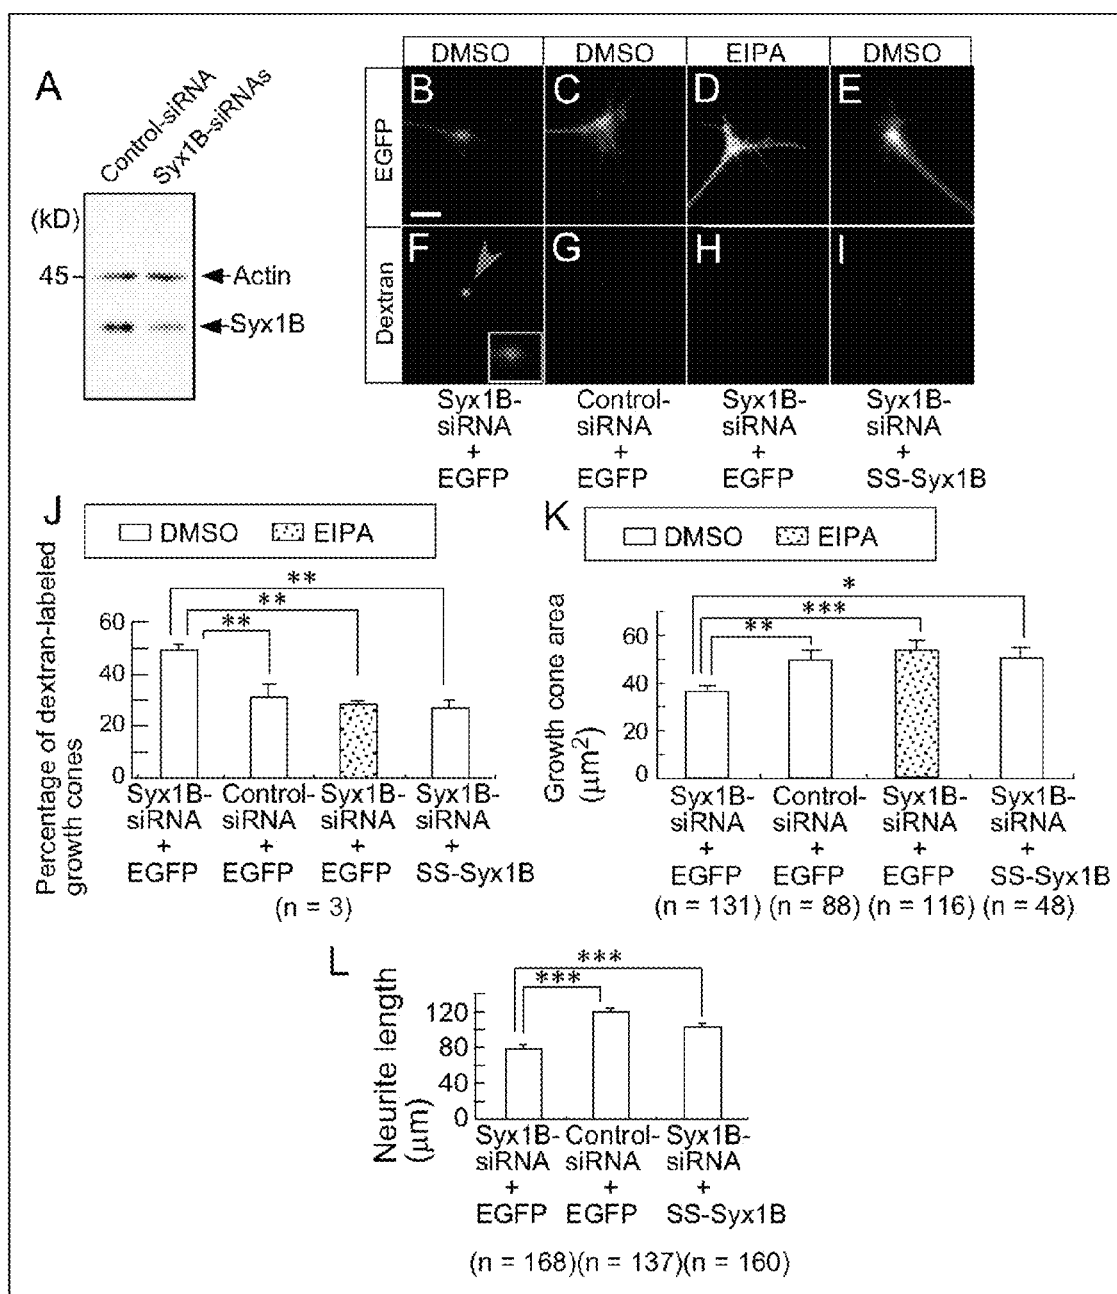 A
Control-siRNA
Syx1B-siRNAs
(kD)
45
Actin
Syx1B
DMSO DMSO EIPA DMSO
EGFP
B C D E
Dextran
F G H I
Syx1B- Control- Syx1B- Syx1B-
siRNA siRNA siRNA siRNA
+ + + +
EGFP EGFP EGFP SS-Syx1B
J
DMSO EIPA
**
**
**
Percentage of dextran-labeled
growth cones
60
40
20
0
Syx1B- Control- Syx1B- Syx1B-
siRNA siRNA siRNA siRNA
+ + + +
EGFP EGFP EGFP SS-Syx1B
(n = 3)
K
DMSO EIPA
*
***
**
Growth cone area
(μm²)
60
40
20
0
Syx1B- Control- Syx1B- Syx1B-
siRNA siRNA siRNA siRNA
+ + + +
EGFP EGFP EGFP SS-Syx1B
(n = 131) (n = 88) (n = 116) (n = 48)
L
***
***
Neurite length
(μm)
120
80
40
0
Syx1B- Control- Syx1B-
siRNA siRNA siRNA
+ + +
EGFP EGFP SS-Syx1B
(n = 168)(n = 137)(n = 160)